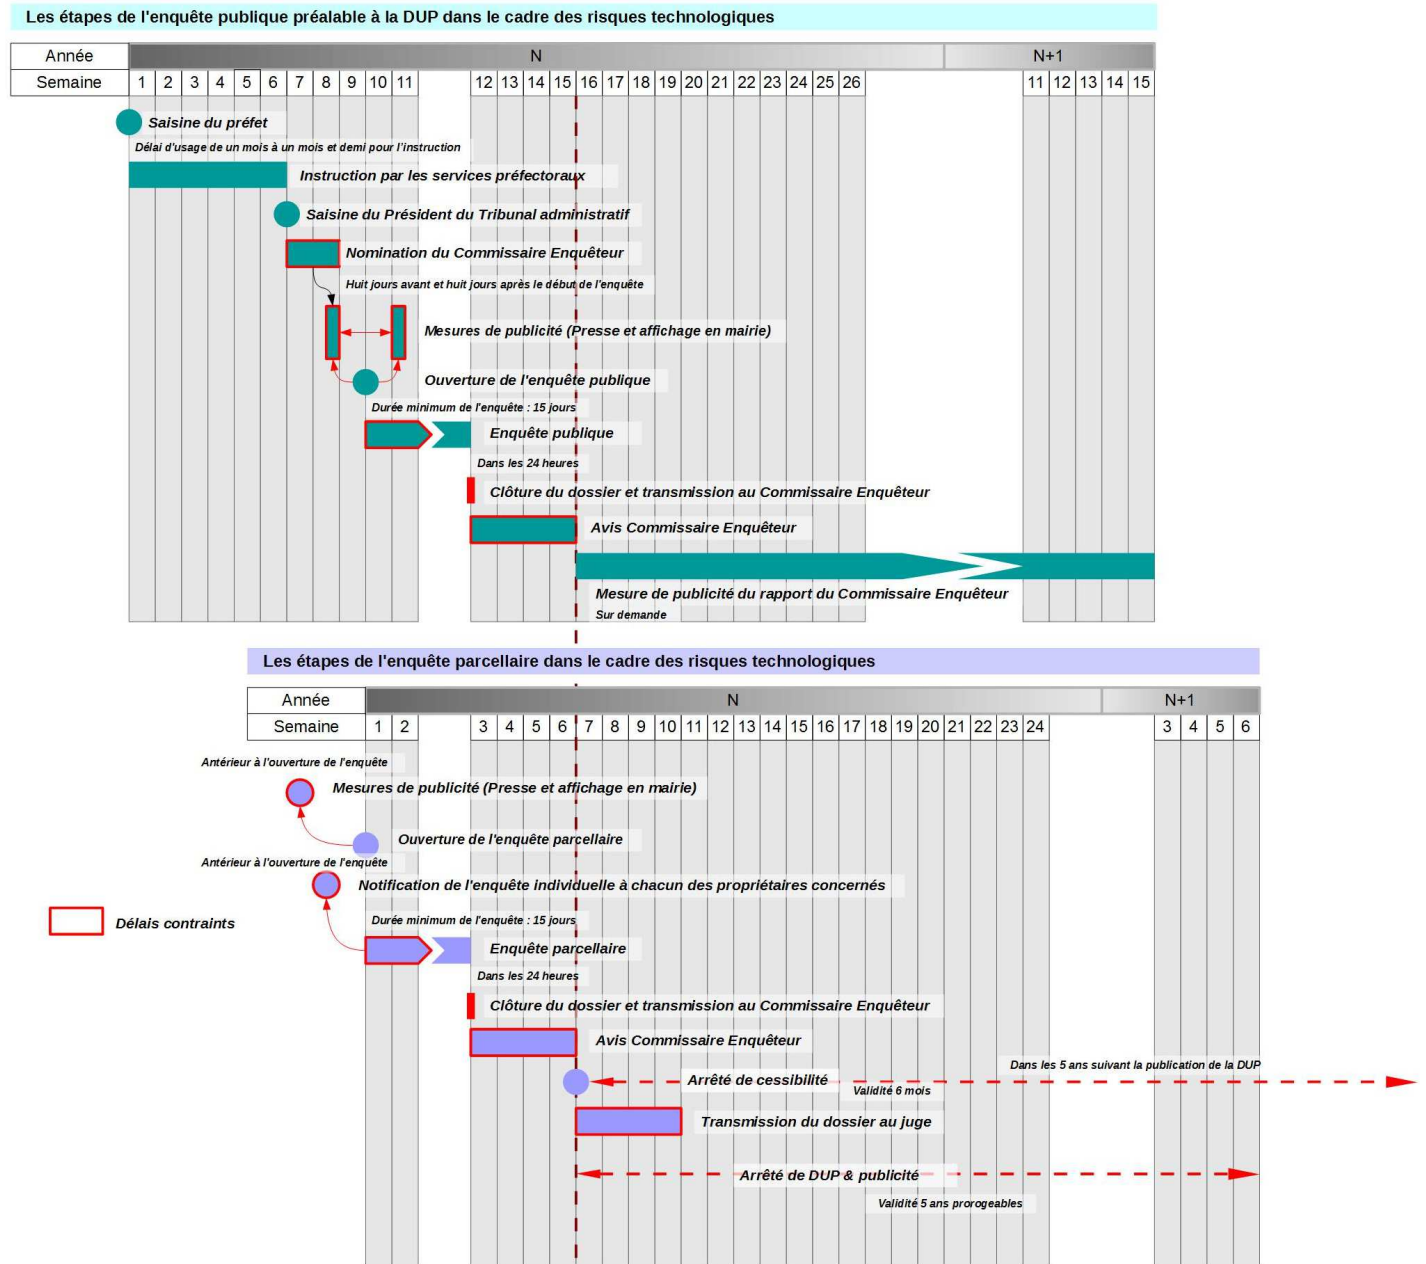 Les étapes de l'enquête publique préalable à la DUP dans le cadre des risques technologiques
Année N N+1
Semaine 1 2 3 4 5 6 7 8 9 10 11 12 13 14 15 16 17 18 19 20 21 22 23 24 25 26 11 12 13 14 15
Saisine du préfet
Délai d'usage de un mois à un mois et demi pour l'instruction
Instruction par les services préfectoraux
Saisine du Président du Tribunal administratif
Nomination du Commissaire Enquêteur
Huit jours avant et huit jours après le début de l'enquête
Mesures de publicité (Presse et affichage en mairie)
Ouverture de l'enquête publique
Durée minimum de l'enquête : 15 jours
Enquête publique
Dans les 24 heures
Clôture du dossier et transmission au Commissaire Enquêteur
Avis Commissaire Enquêteur
Mesure de publicité du rapport du Commissaire Enquêteur
Sur demande
Les étapes de l'enquête parcellaire dans le cadre des risques technologiques
Année N N+1
Semaine 1 2 3 4 5 6 7 8 9 10 11 12 13 14 15 16 17 18 19 20 21 22 23 24 3 4 5 6
Antérieur à l'ouverture de l'enquête
Mesures de publicité (Presse et affichage en mairie)
Ouverture de l'enquête parcellaire
Antérieur à l'ouverture de l'enquête
Notification de l'enquête individuelle à chacun des propriétaires concernés
Délais contraints
Durée minimum de l'enquête : 15 jours
Enquête parcellaire
Dans les 24 heures
Clôture du dossier et transmission au Commissaire Enquêteur
Avis Commissaire Enquêteur
Dans les 5 ans suivant la publication de la DUP
Arrêté de cessibilité
Validité 6 mois
Transmission du dossier au juge
Arrêté de DUP & publicité
Validité 5 ans prorogeables